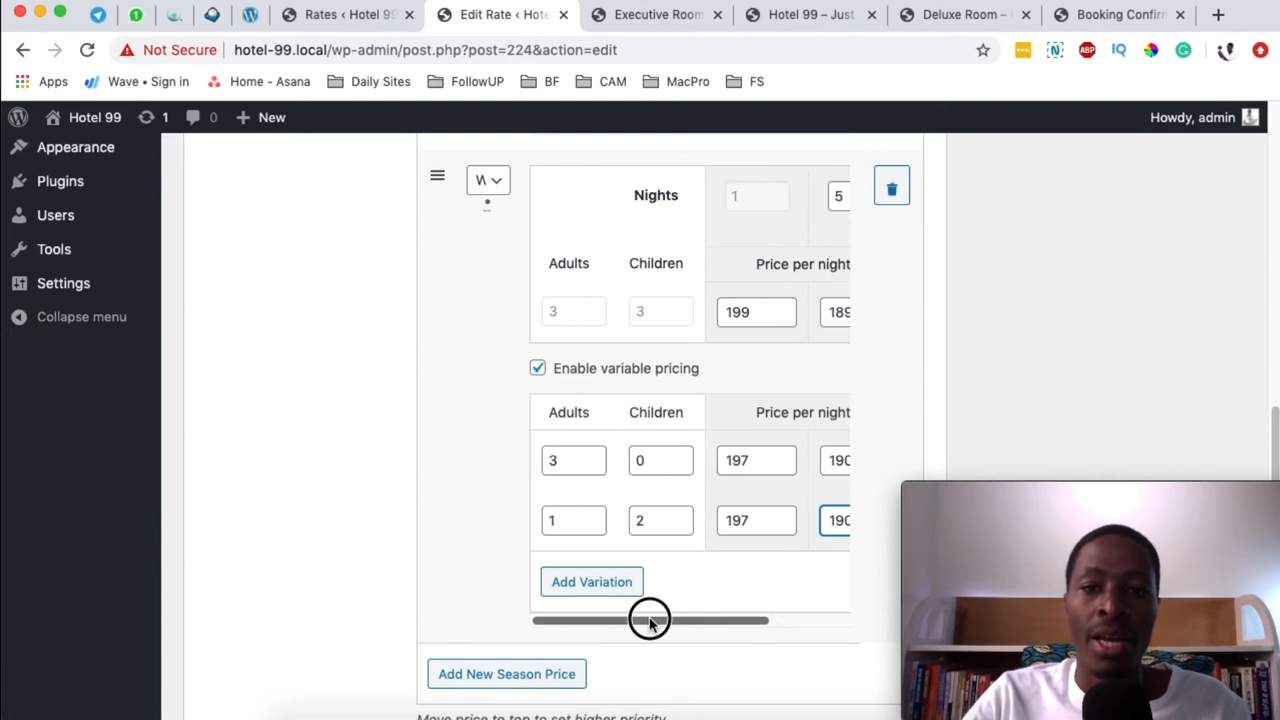 Rates ‹ Hotel 99
Edit Rate ‹ Hote
Executive Room
Hotel 99 – Just
Deluxe Room –
Booking Confirm
Not Secure
hotel-99.local/wp-admin/post.php?post=224&action=edit
ABP
IQ
Apps
Wave • Sign in
Home - Asana
Daily Sites
FollowUP
BF
CAM
MacPro
FS
Hotel 99
1
0
New
Howdy, admin
Appearance
Plugins
Users
Tools
Settings
Collapse menu
*
Nights
1
5
Adults
Children
Price per night
3
3
199
189
Enable variable pricing
Adults
Children
Price per night
3
0
197
190
1
2
197
190
Add Variation
Add New Season Price
Move price to top to set higher priority.